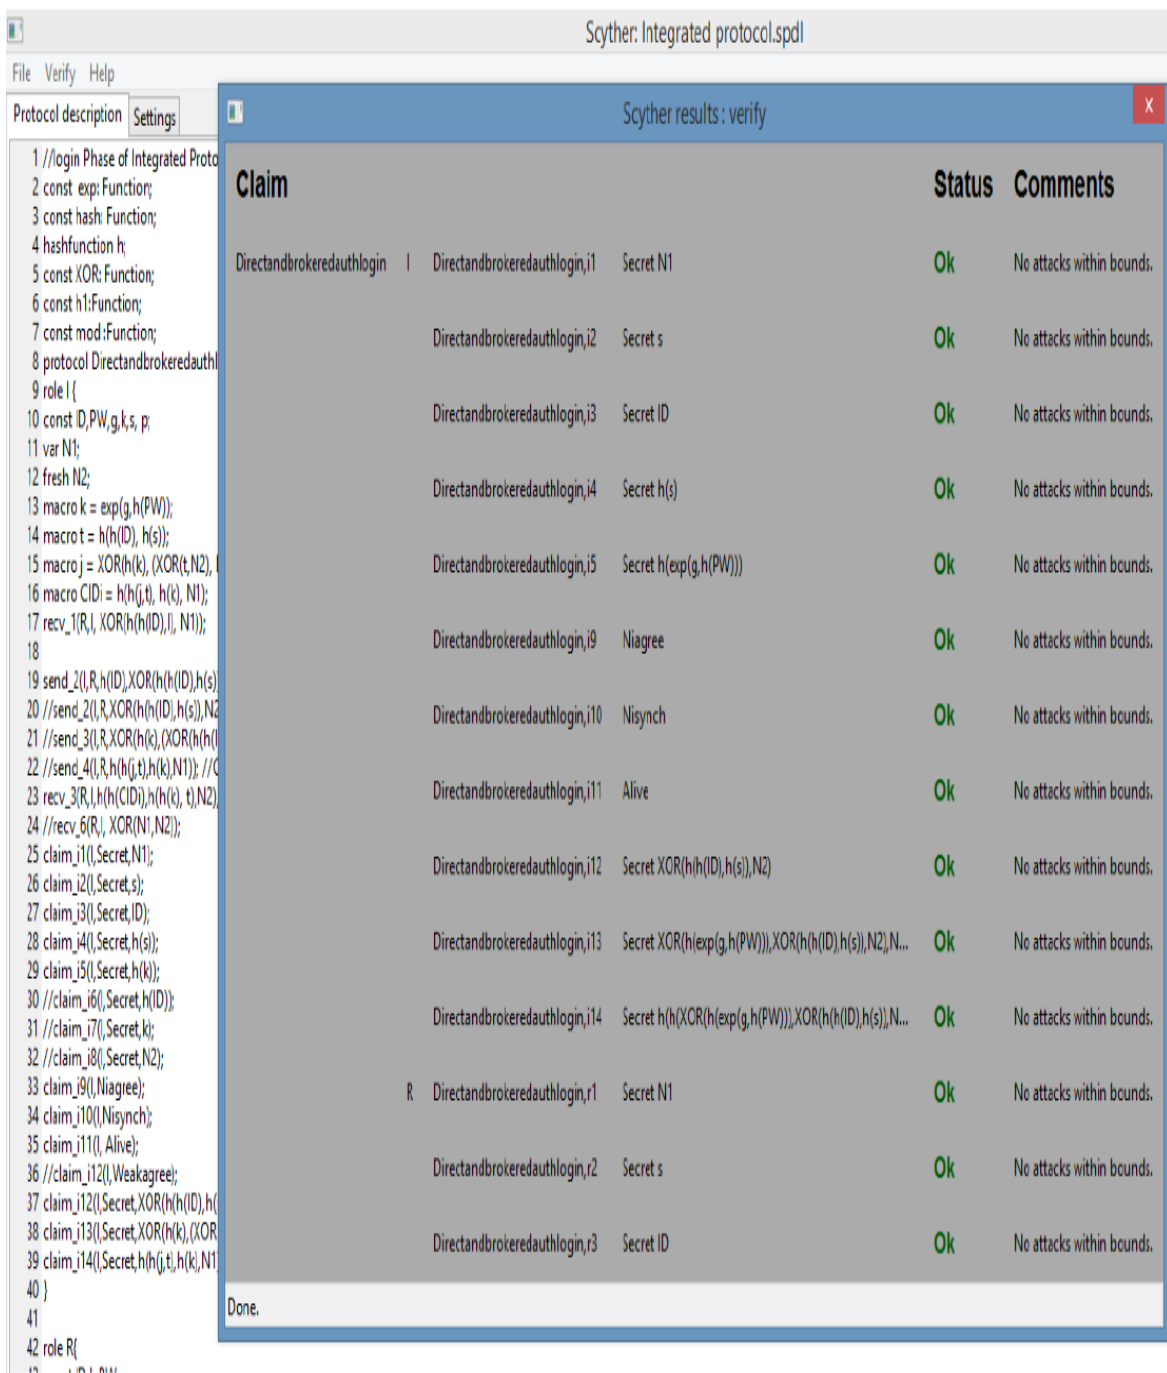 Scyther: Integrated protocol.spdl
File Verify Help
Protocol description Settings
1 //login Phase of Integrated Proto
2 const exp: Function;
3 const hash: Function;
4 hashfunction h;
5 const XOR: Function;
6 const h1:Function;
7 const mod :Function;
8 protocol Directandbrokeredauthl
9 role I {
10 const ID,PW,g,k,s, p;
11 var N1;
12 fresh N2;
13 macro k = exp(g,h(PW));
14 macro t = h(h(ID), h(s));
15 macro j = XOR(h(k), (XOR(t,N2),
16 macro CIDi = h(h(j,t), h(k), N1);
17 recv_1(R,I, XOR(h(h(ID),I), N1));
18
19 send_2(I,R,h(ID),XOR(h(h(ID),h(s))
20 //send_2(I,R,XOR(h(h(ID),h(s)),N2
21 //send_3(I,R,XOR(h(k),(XOR(h(h(I
22 //send_4(I,R,h(h(j,t),h(k),N1)); //C
23 recv_3(R,I,h(h(CIDi),h(h(k), t),N2),
24 //recv_6(R,I, XOR(N1,N2));
25 claim_i1(I,Secret,N1);
26 claim_i2(I,Secret,s);
27 claim_i3(I,Secret,ID);
28 claim_i4(I,Secret,h(s));
29 claim_i5(I,Secret,h(k));
30 //claim_i6(I,Secret,h(ID));
31 //claim_i7(I,Secret,k);
32 //claim_i8(I,Secret,N2);
33 claim_i9(I,Niagree);
34 claim_i10(I,Nisynch);
35 claim_i11(I, Alive);
36 //claim_i12(I,Weakagree);
37 claim_i12(I,Secret,XOR(h(h(ID),h(
38 claim_i13(I,Secret,XOR(h(k),(XOR
39 claim_i14(I,Secret,h(h(j,t),h(k),N1
40 }
41
42 role R{
Scyther results : verify
x
Claim Status Comments
Directandbrokeredauthlogin I Directandbrokeredauthlogin,i1 Secret N1 Ok No attacks within bounds.
Directandbrokeredauthlogin,i2 Secret s Ok No attacks within bounds.
Directandbrokeredauthlogin,i3 Secret ID Ok No attacks within bounds.
Directandbrokeredauthlogin,i4 Secret h(s) Ok No attacks within bounds.
Directandbrokeredauthlogin,i5 Secret h(exp(g,h(PW))) Ok No attacks within bounds.
Directandbrokeredauthlogin,i9 Niagree Ok No attacks within bounds.
Directandbrokeredauthlogin,i10 Nisynch Ok No attacks within bounds.
Directandbrokeredauthlogin,i11 Alive Ok No attacks within bounds.
Directandbrokeredauthlogin,i12 Secret XOR(h(h(ID),h(s)),N2) Ok No attacks within bounds.
Directandbrokeredauthlogin,i13 Secret XOR(h(exp(g,h(PW))),XOR(h(h(ID),h(s)),N2),N... Ok No attacks within bounds.
Directandbrokeredauthlogin,i14 Secret h(h(XOR(h(exp(g,h(PW))),XOR(h(h(ID),h(s)),N... Ok No attacks within bounds.
R Directandbrokeredauthlogin,r1 Secret N1 Ok No attacks within bounds.
Directandbrokeredauthlogin,r2 Secret s Ok No attacks within bounds.
Directandbrokeredauthlogin,r3 Secret ID Ok No attacks within bounds.
Done.